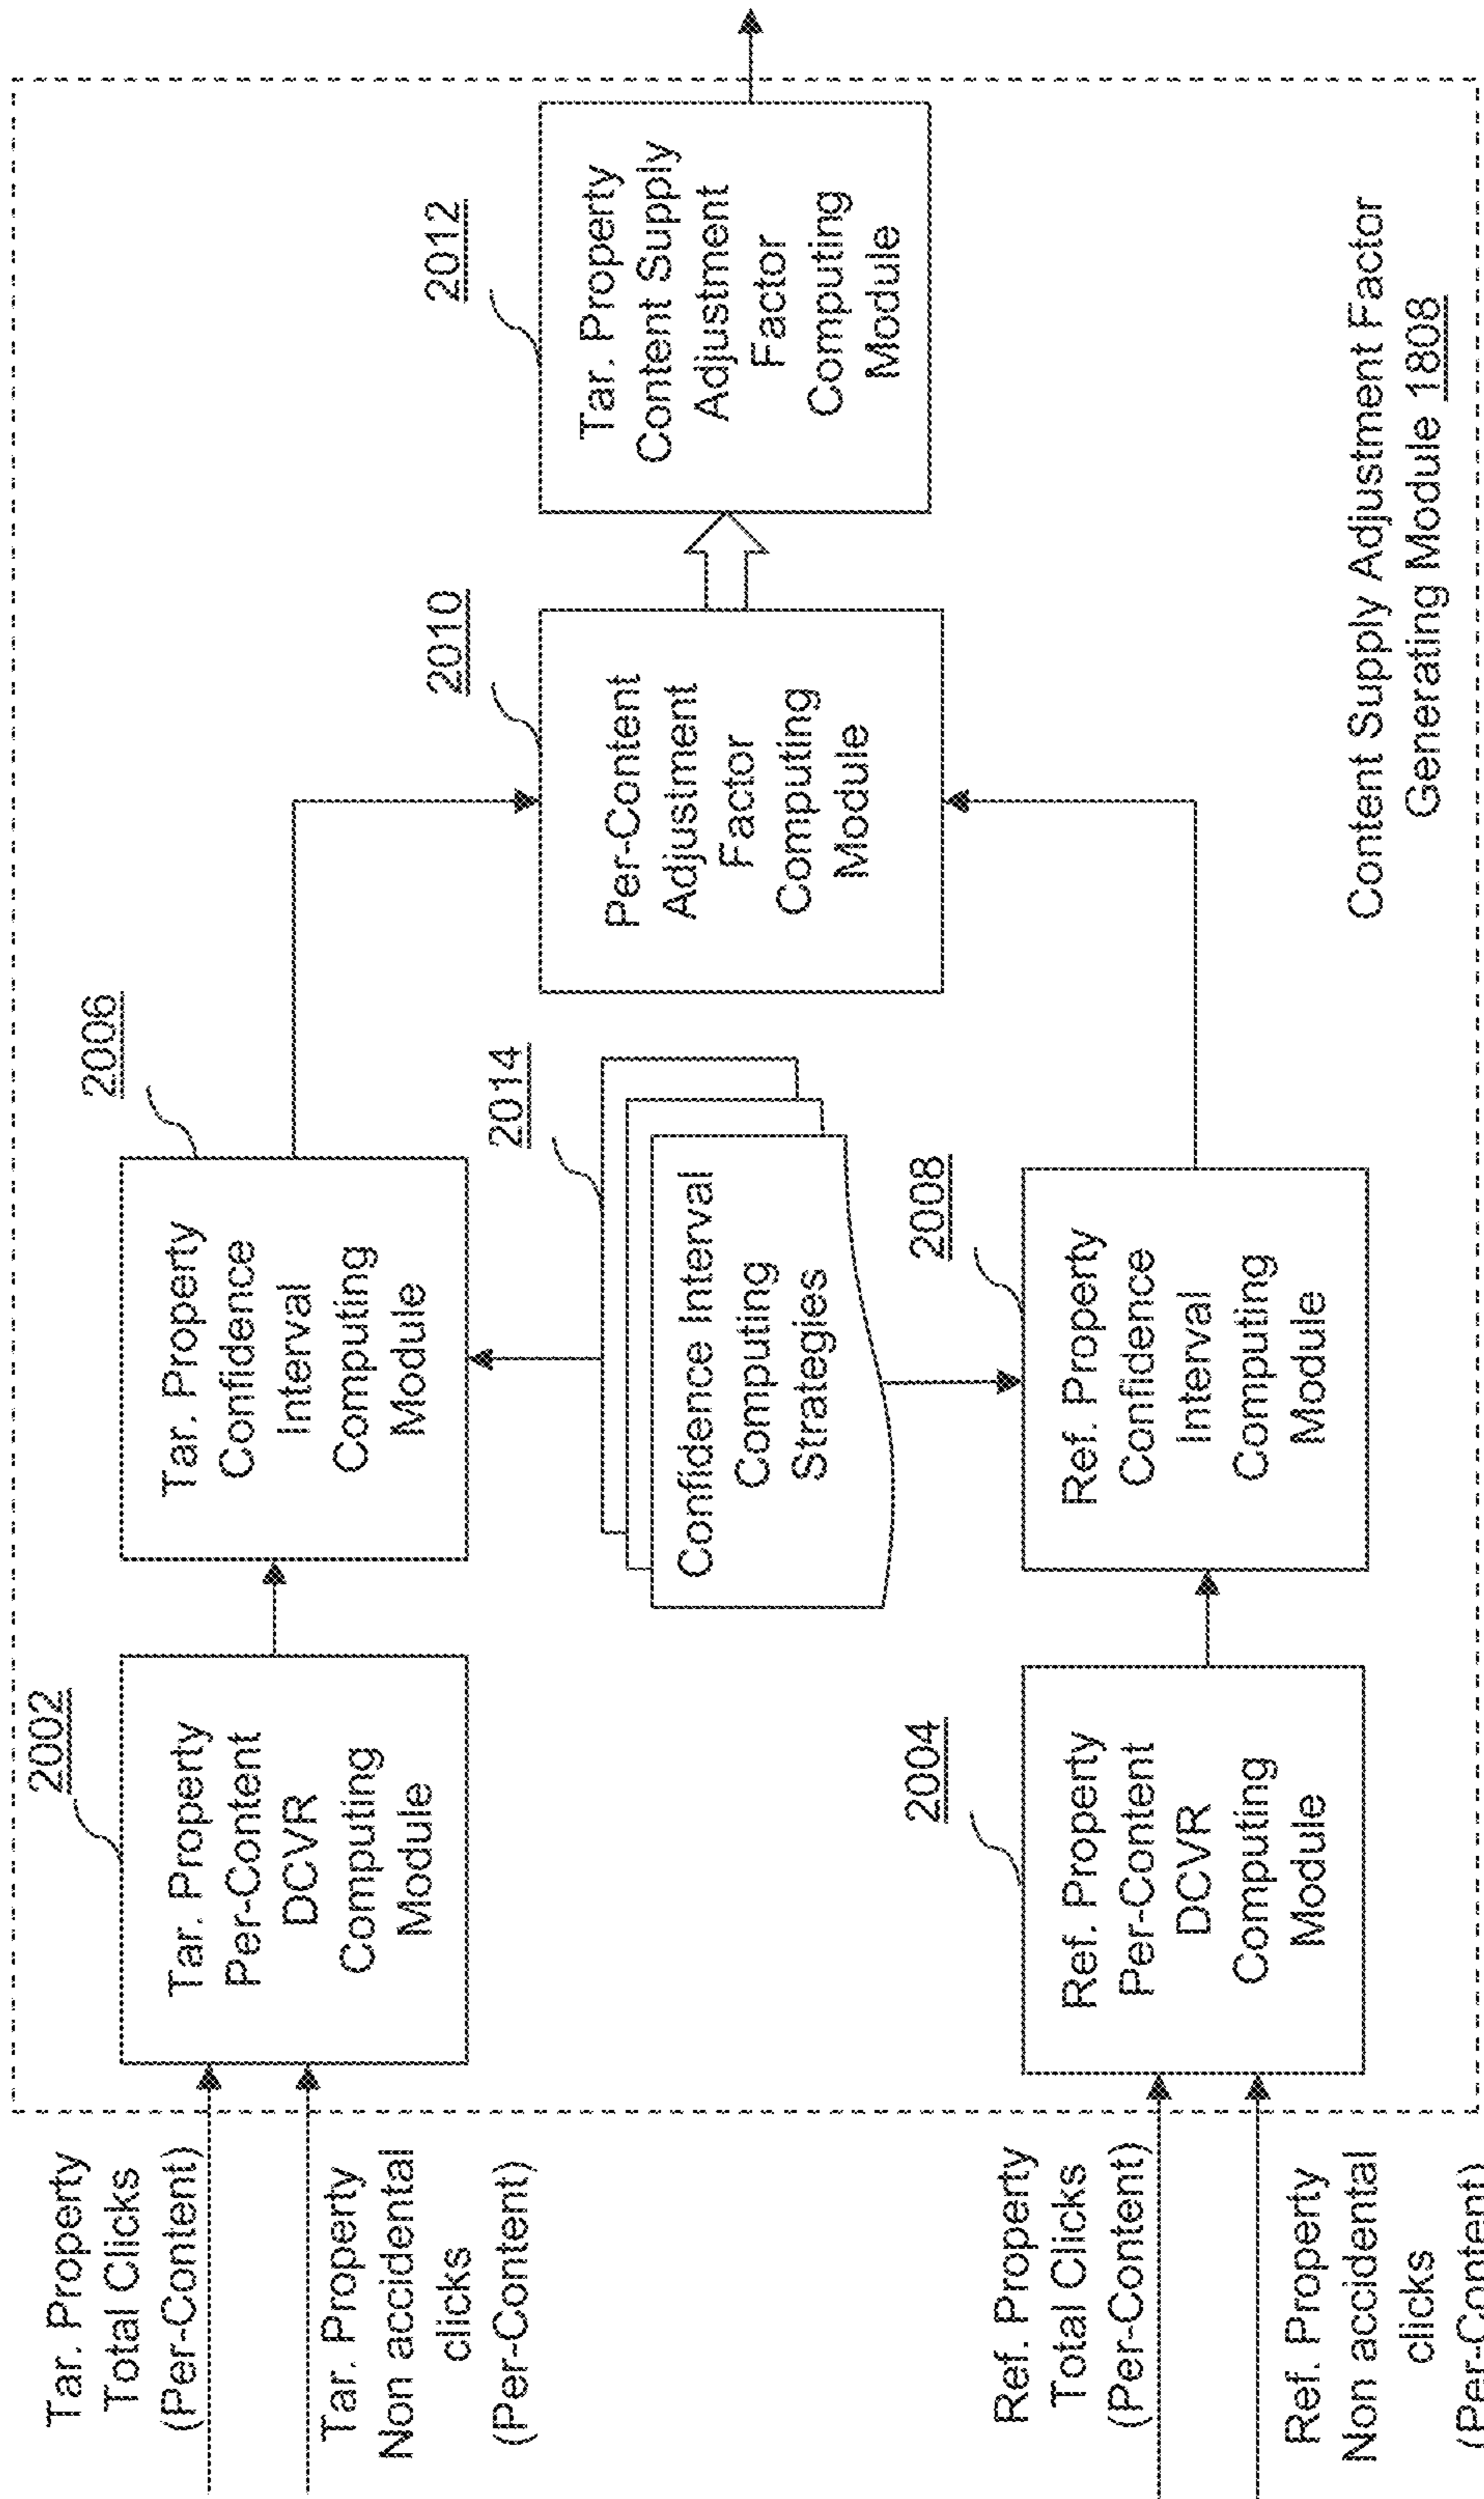 Tar. Property
Total Clicks
(Per-Content)
Tar. Property
Non accidental
clicks
(Per-Content)
2002
Tar. Property
Per-Content
DCVR
Computing
Module
2006
Tar. Property
Confidence
Interval
Computing
Module
2014
Confidence Interval
Computing
Strategies
2010
Per-Content
Adjustment
Factor
Computing
Module
2012
Tar. Property
Content Supply
Adjustment
Factor
Computing
Module
Ref. Property
Total Clicks
(Per-Content)
Ref. Property
Non accidental
clicks
(Per-Content)
2004
Ref. Property
Per-Content
DCVR
Computing
Module
2008
Ref. Property
Confidence
Interval
Computing
Module
Content Supply Adjustment Factor
Generating Module 1808